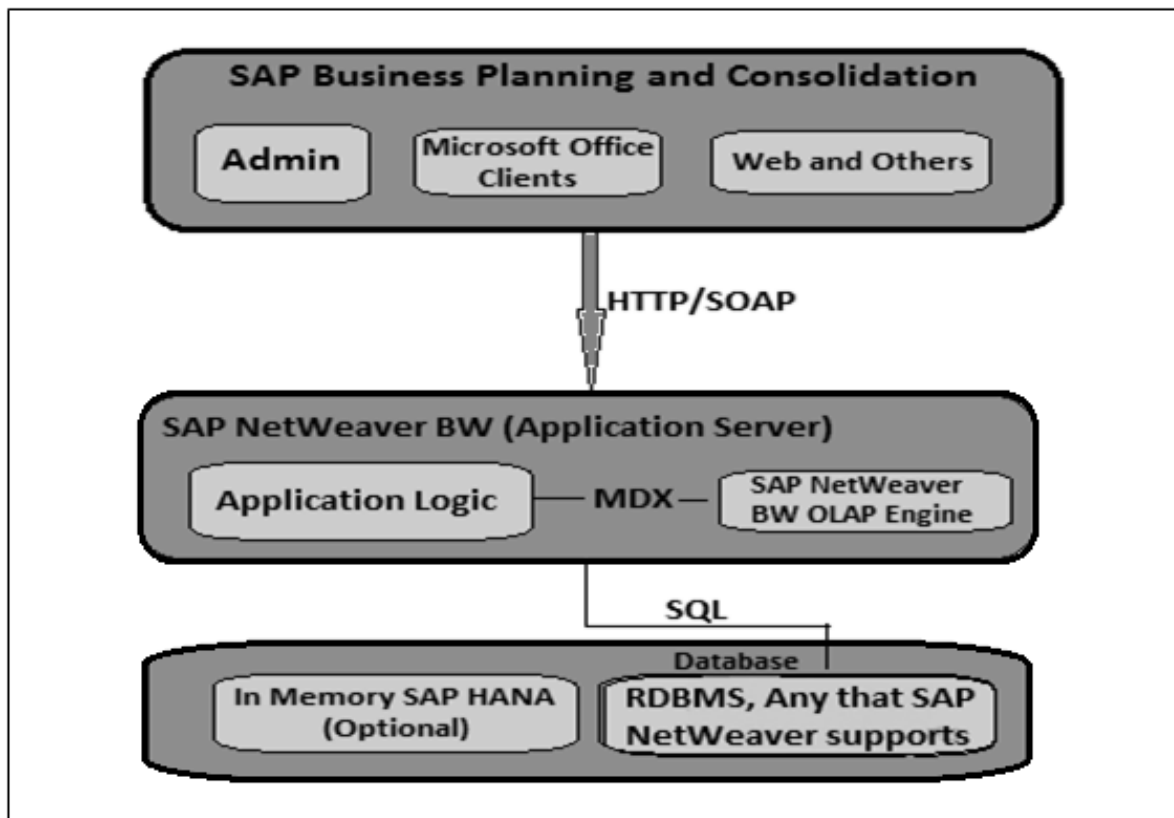 SAP Business Planning and Consolidation
Admin
Microsoft Office
Clients
Web and Others
HTTP/SOAP
SAP NetWeaver BW (Application Server)
Application Logic
MDX
SAP NetWeaver
BW OLAP Engine
SQL
Database
In Memory SAP HANA
(Optional)
RDBMS, Any that SAP
NetWeaver supports